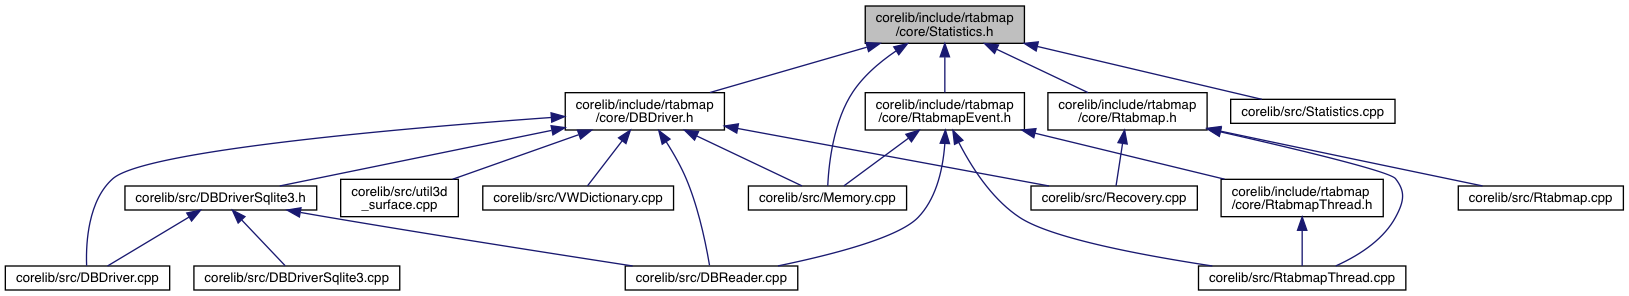 corelib/include/rtabmap
/core/Statistics.h
corelib/include/rtabmap
/core/DBDriver.h
corelib/include/rtabmap
/core/RtabmapEvent.h
corelib/include/rtabmap
/core/Rtabmap.h
corelib/src/Statistics.cpp
corelib/src/DBDriverSqlite3.h
corelib/src/util3d
_surface.cpp
corelib/src/VWDictionary.cpp
corelib/src/Memory.cpp
corelib/src/Recovery.cpp
corelib/include/rtabmap
/core/RtabmapThread.h
corelib/src/Rtabmap.cpp
corelib/src/DBDriver.cpp
corelib/src/DBDriverSqlite3.cpp
corelib/src/DBReader.cpp
corelib/src/RtabmapThread.cpp